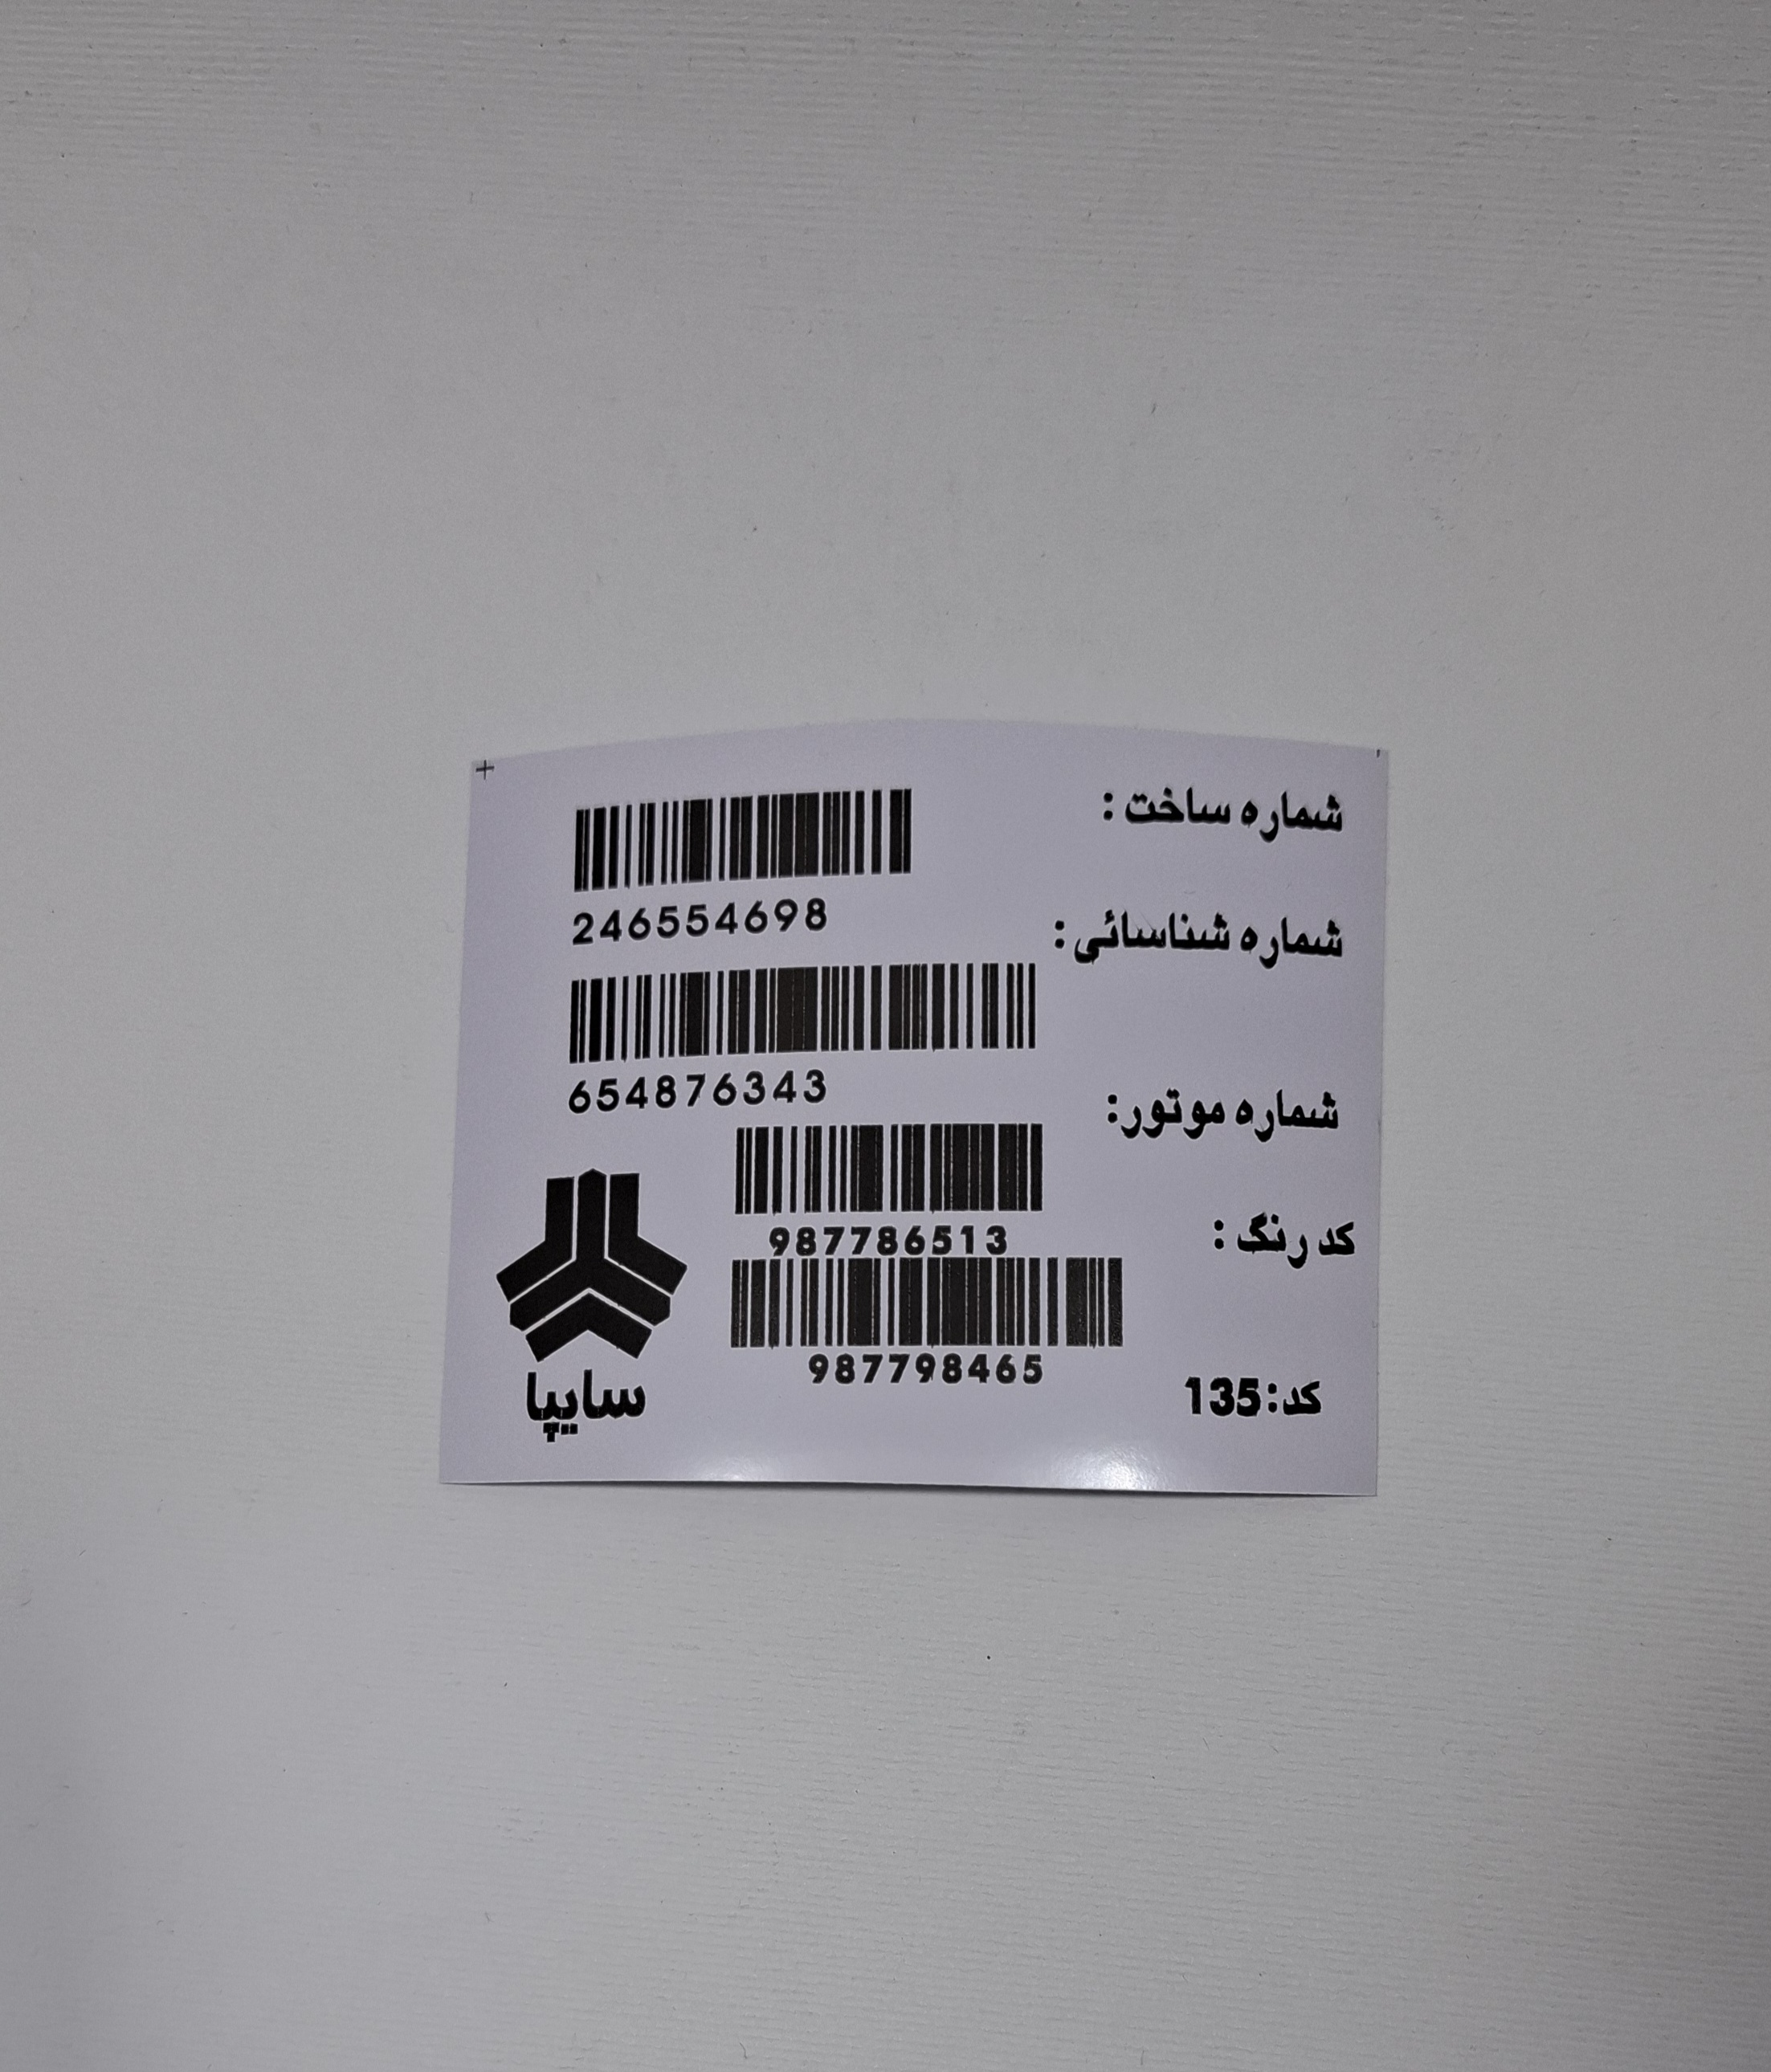 شماره ساخت :
246554698
شماره شناسائی :
654876343
شماره موتور:
987786513
کد رنگ :
987798465
کد:135
سایپا